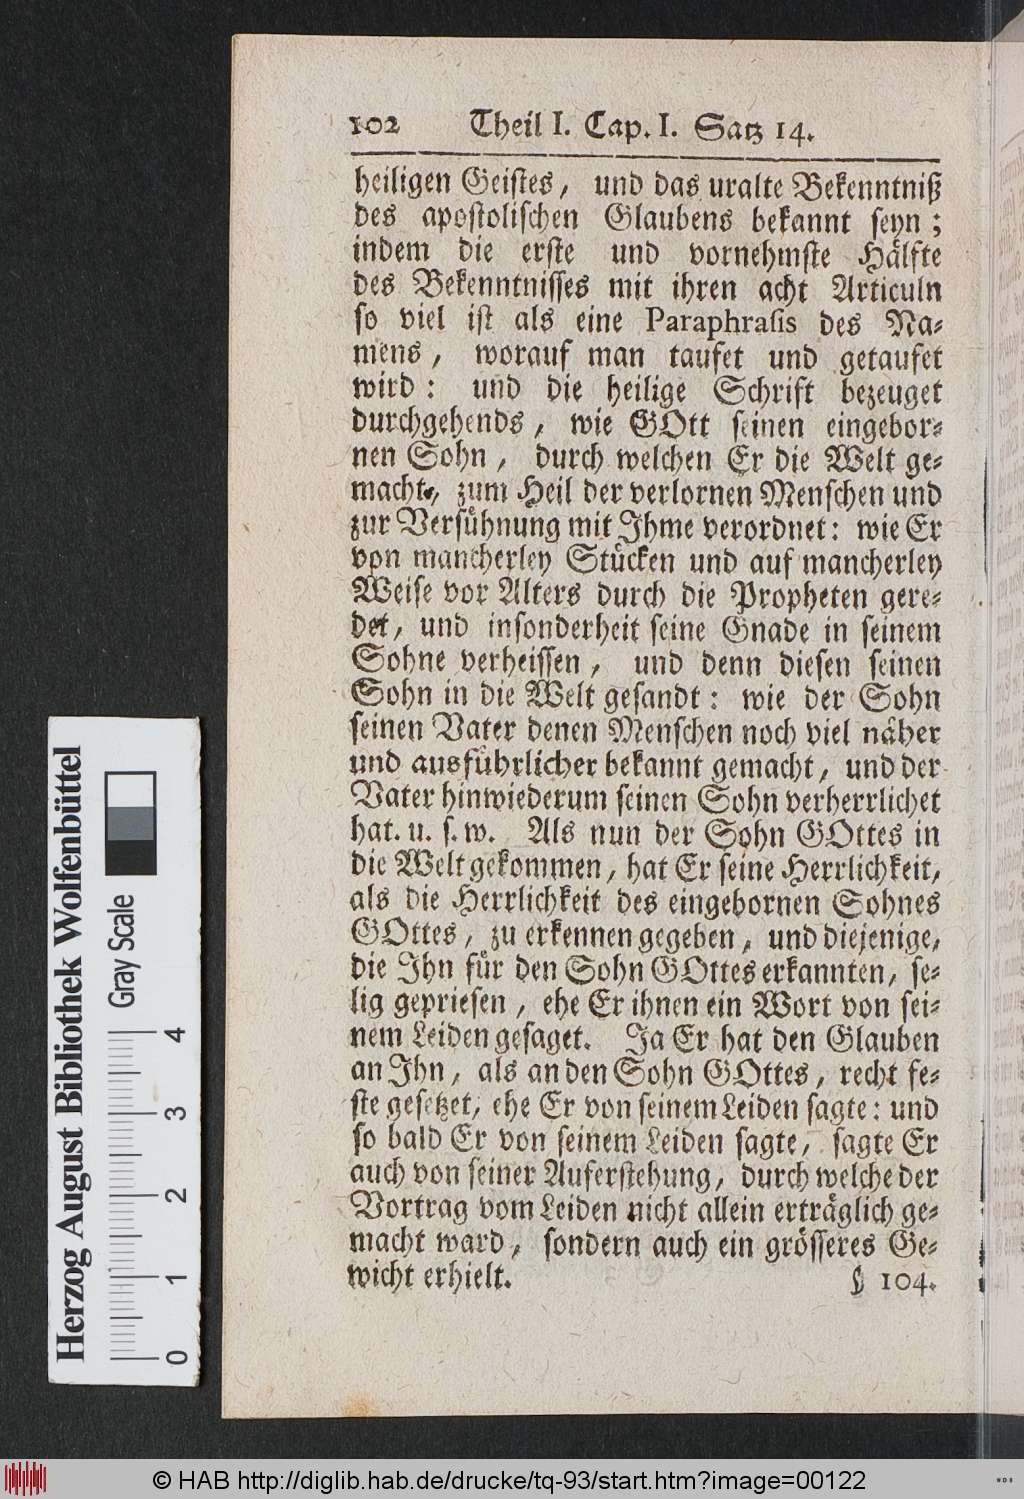 102 Theil I. Cap. I. Satz 14.
heiligen Geistes, und das uralte Bekenntniß
des apostolischen Glaubens bekannt seyn;
indem die erste und vornehmste Hälfte
des Bekenntnisses mit ihren acht Articuln
so viel ist als eine Paraphrasis des Na-
mens, worauf man taufet und getaufet
wird: und die heilige Schrift bezeuget
durchgehends, wie GOtt seinen eingebor-
nen Sohn, durch welchen Er die Welt ge-
macht, zum Heil der verlornen Menschen und
zur Versühnung mit Ihme verordnet: wie Er
von mancherley Stücken und auf mancherley
Weise vor Alters durch die Propheten gere-
det, und insonderheit seine Gnade in seinem
Sohne verheissen, und denn diesen seinen
Sohn in die Welt gesandt: wie der Sohn
seinen Vater denen Menschen noch viel näher
und ausführlicher bekannt gemacht, und der
Vater hinwiederum seinen Sohn verherrlichet
hat. u. s. w. Als nun der Sohn GOttes in
die Welt gekommen, hat Er seine Herrlichkeit,
als die Herrlichkeit des eingebornen Sohnes
GOttes, zu erkennen gegeben, und diejenige,
die Ihn für den Sohn GOttes erkannten, se-
lig gepriesen, ehe Er ihnen ein Wort von sei-
nem Leiden gesaget. Ja Er hat den Glauben
an Ihn, als an den Sohn GOttes, recht fe-
ste gesetzet, ehe Er von seinem Leiden sagte: und
so bald Er von seinem Leiden sagte, sagte Er
auch von seiner Auferstehung, durch welche der
Vortrag vom Leiden nicht allein erträglich ge-
macht ward, sondern auch ein grösseres Ge-
wicht erhielt. § 104.
Herzog August Bibliothek Wolfenbüttel
Gray Scale
0 1 2 3 4
© HAB http://diglib.hab.de/drucke/tq-93/start.htm?image=00122